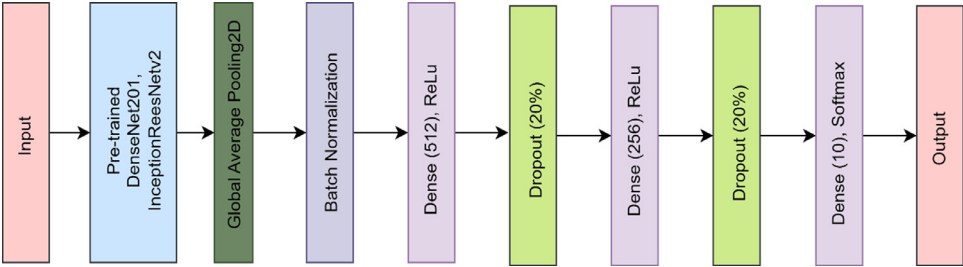 Input
Pre-trained
DenseNet201,
InceptionReesNetv2
Global Average Pooling2D
Batch Normalization
Dense (512), ReLu
Dropout (20%)
Dense (256), ReLu
Dropout (20%)
Dense (10), Softmax
Output